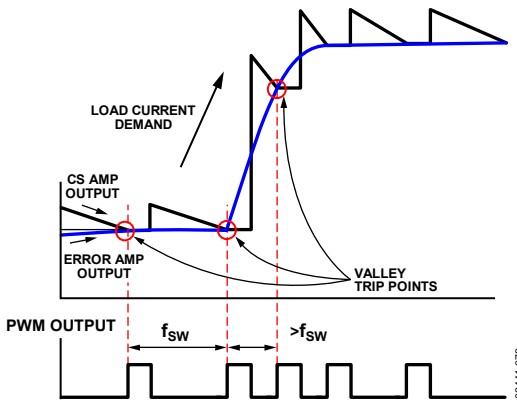 LOAD CURRENT
DEMAND
CS AMP
OUTPUT
ERROR AMP
OUTPUT
VALLEY
TRIP POINTS
PWM OUTPUT
fSW
>fSW